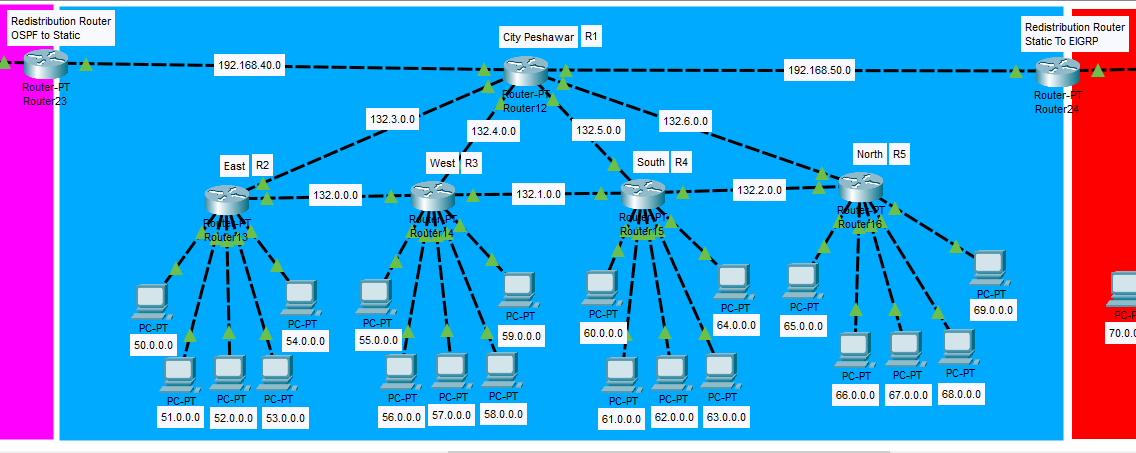 Redistribution Router
OSPF to Static
City Peshawar
R1
Redistribution Router
Static To EIGRP
192.168.40.0
192.168.50.0
Router-PT
Router23
Router-PT
Router12
Router-PT
Router24
132.3.0.0
132.4.0.0
132.5.0.0
132.6.0.0
East
R2
West
R3
South
R4
North
R5
132.0.0.0
132.1.0.0
132.2.0.0
Router-PT
Router13
Router-PT
Router14
Router-PT
Router15
Router-PT
Router16
PC-PT
50.0.0.0
PC-PT
54.0.0.0
PC-PT
55.0.0.0
PC-PT
59.0.0.0
PC-PT
60.0.0.0
PC-PT
64.0.0.0
PC-PT
65.0.0.0
PC-PT
69.0.0.0
PC-PT
51.0.0.0
PC-PT
52.0.0.0
PC-PT
53.0.0.0
PC-PT
56.0.0.0
PC-PT
57.0.0.0
PC-PT
58.0.0.0
PC-PT
61.0.0.0
PC-PT
62.0.0.0
PC-PT
63.0.0.0
PC-PT
66.0.0.0
PC-PT
67.0.0.0
PC-PT
68.0.0.0